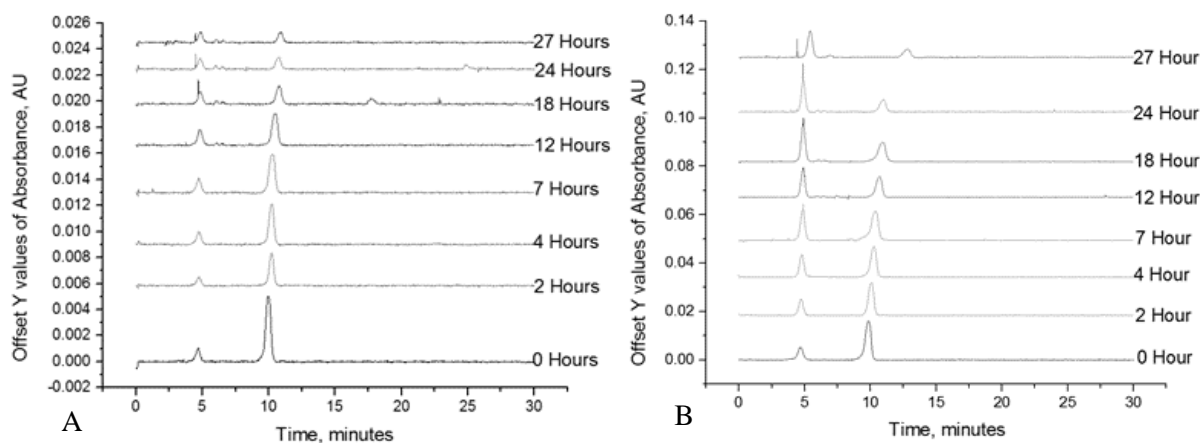 Offset Y values of Absorbance, AU
0.026
0.024
0.022
0.020
0.018
0.016
0.014
0.012
0.010
0.008
0.006
0.004
0.002
0.000
-0.002
27 Hours
24 Hours
18 Hours
12 Hours
7 Hours
4 Hours
2 Hours
0 Hours
0 5 10 15 20 25 30
Time, minutes
A
Offset Y values of Absorbance, AU
0.14
0.12
0.10
0.08
0.06
0.04
0.02
0.00
27 Hour
24 Hour
18 Hour
12 Hour
7 Hour
4 Hour
2 Hour
0 Hour
0 5 10 15 20 25 30
Time, minutes
B